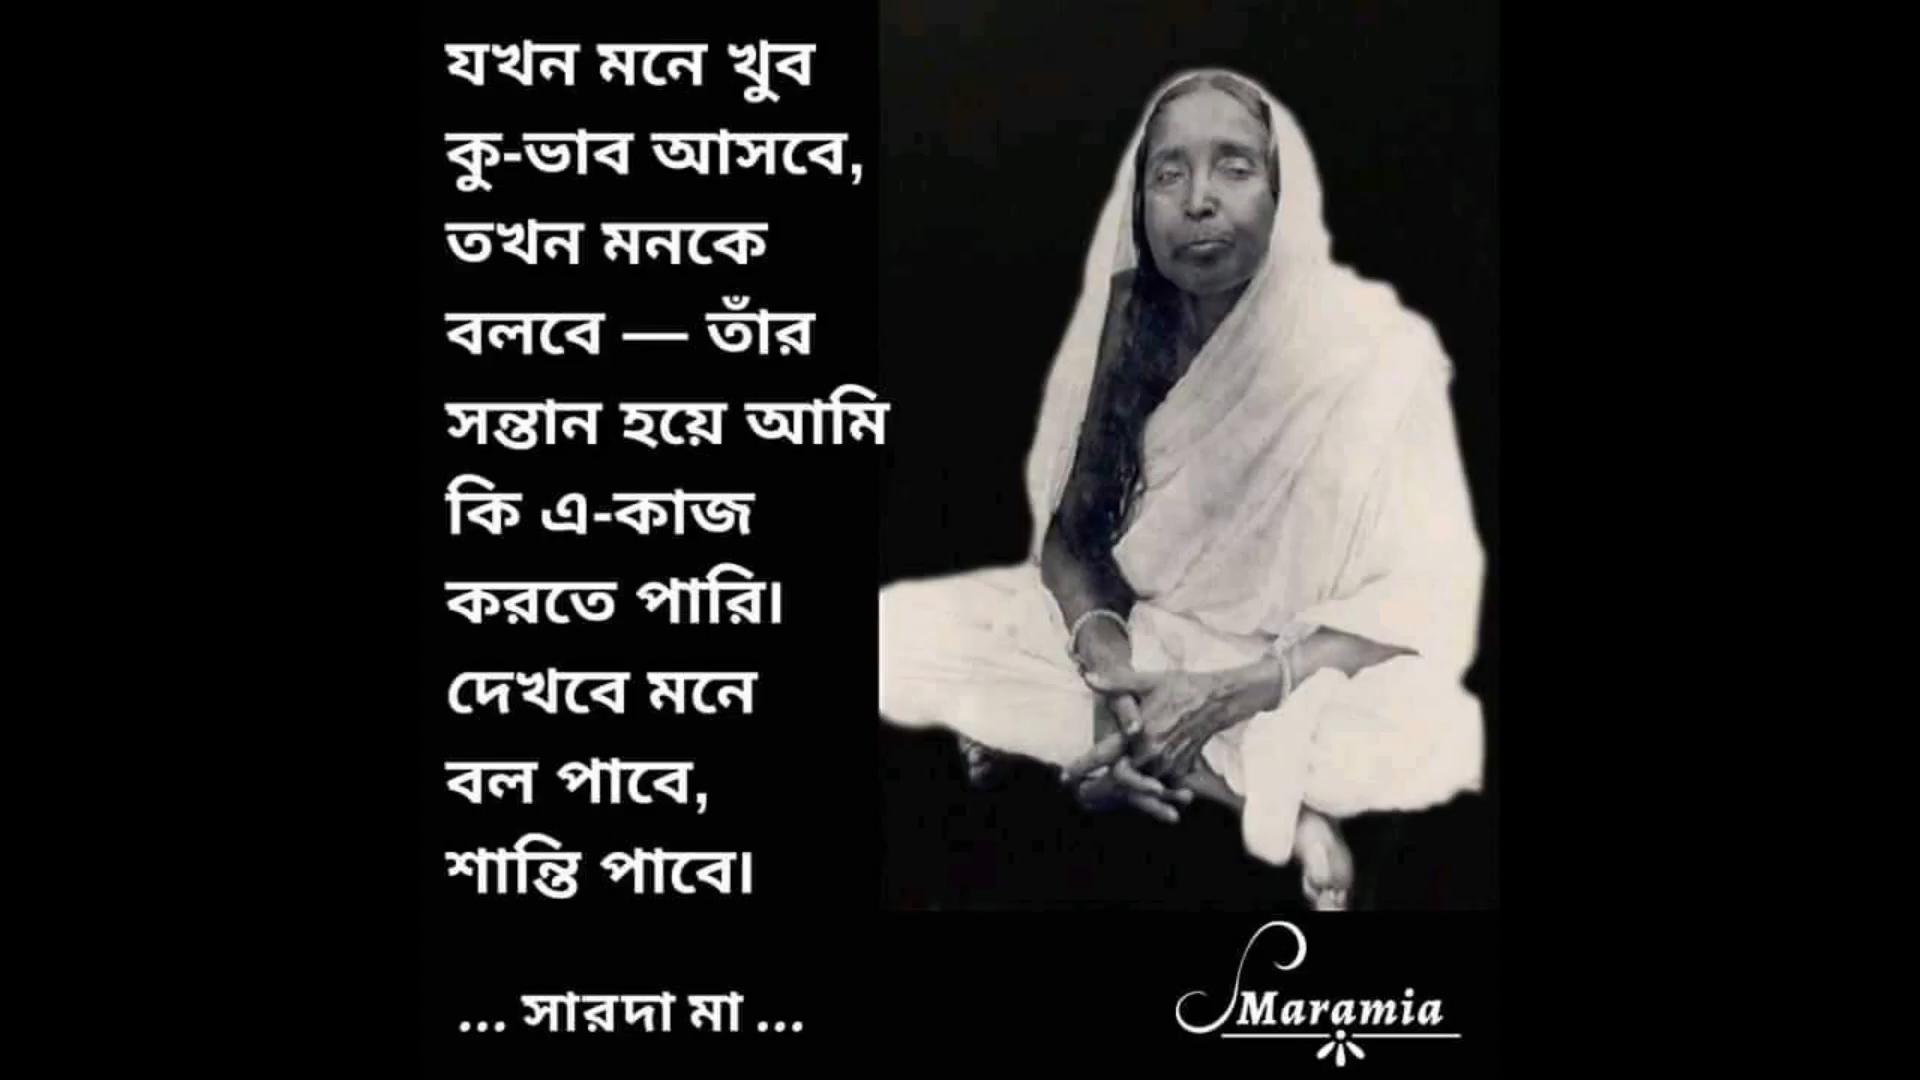 যখন মনে খুব
কু-ভাব আসবে,
তখন মনকে
বলবে — তাঁর
সন্তান হয়ে আমি
কি এ-কাজ
করতে পারি।
দেখবে মনে
বল পাবে,
শান্তি পাবে।
... সারদা মা ...
Maramia